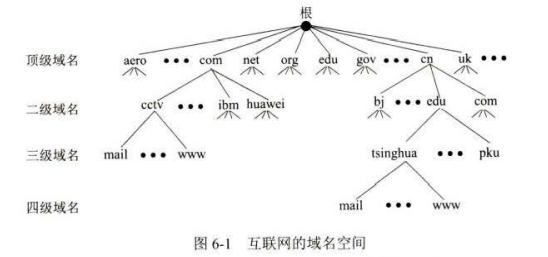 根
顶级域名 aero ••• com net org edu gov ••• cn uk •••
二级域名 cctv ••• ibm huawei bj ••• edu com
三级域名 mail ••• www tsinghua ••• pku
四级域名 mail ••• www
图 6-1 互联网的域名空间